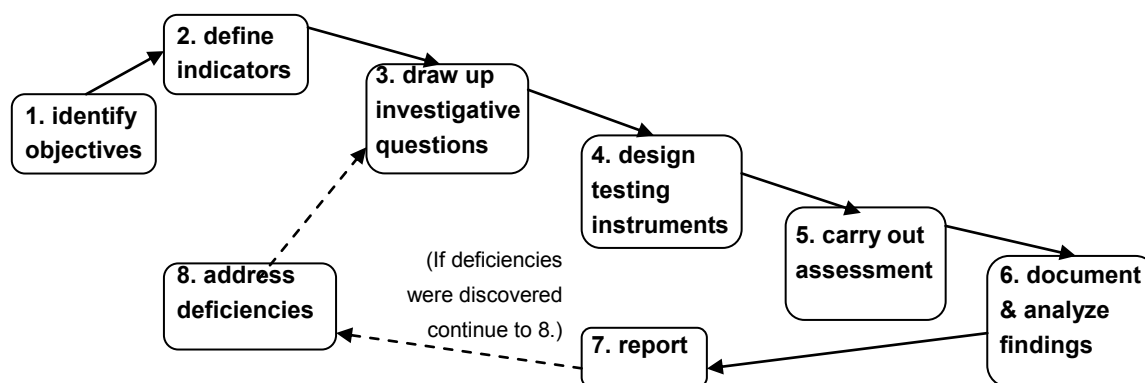 1. identify
objectives
2. define
indicators
3. draw up
investigative
questions
4. design
testing
instruments
5. carry out
assessment
6. document
& analyze
findings
7. report
(If deficiencies
were discovered
continue to 8.)
8. address
deficiencies